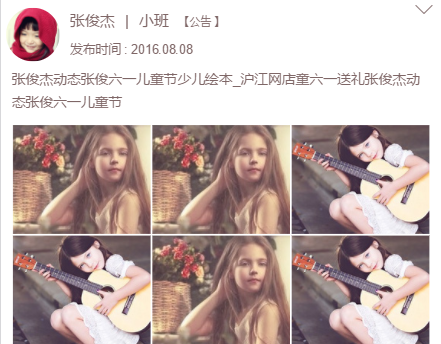 张俊杰 | 小班 【公告】
发布时间 : 2016.08.08
张俊杰动态张俊六一儿童节少儿绘本_沪江网店童六一送礼张俊杰动
态张俊六一儿童节